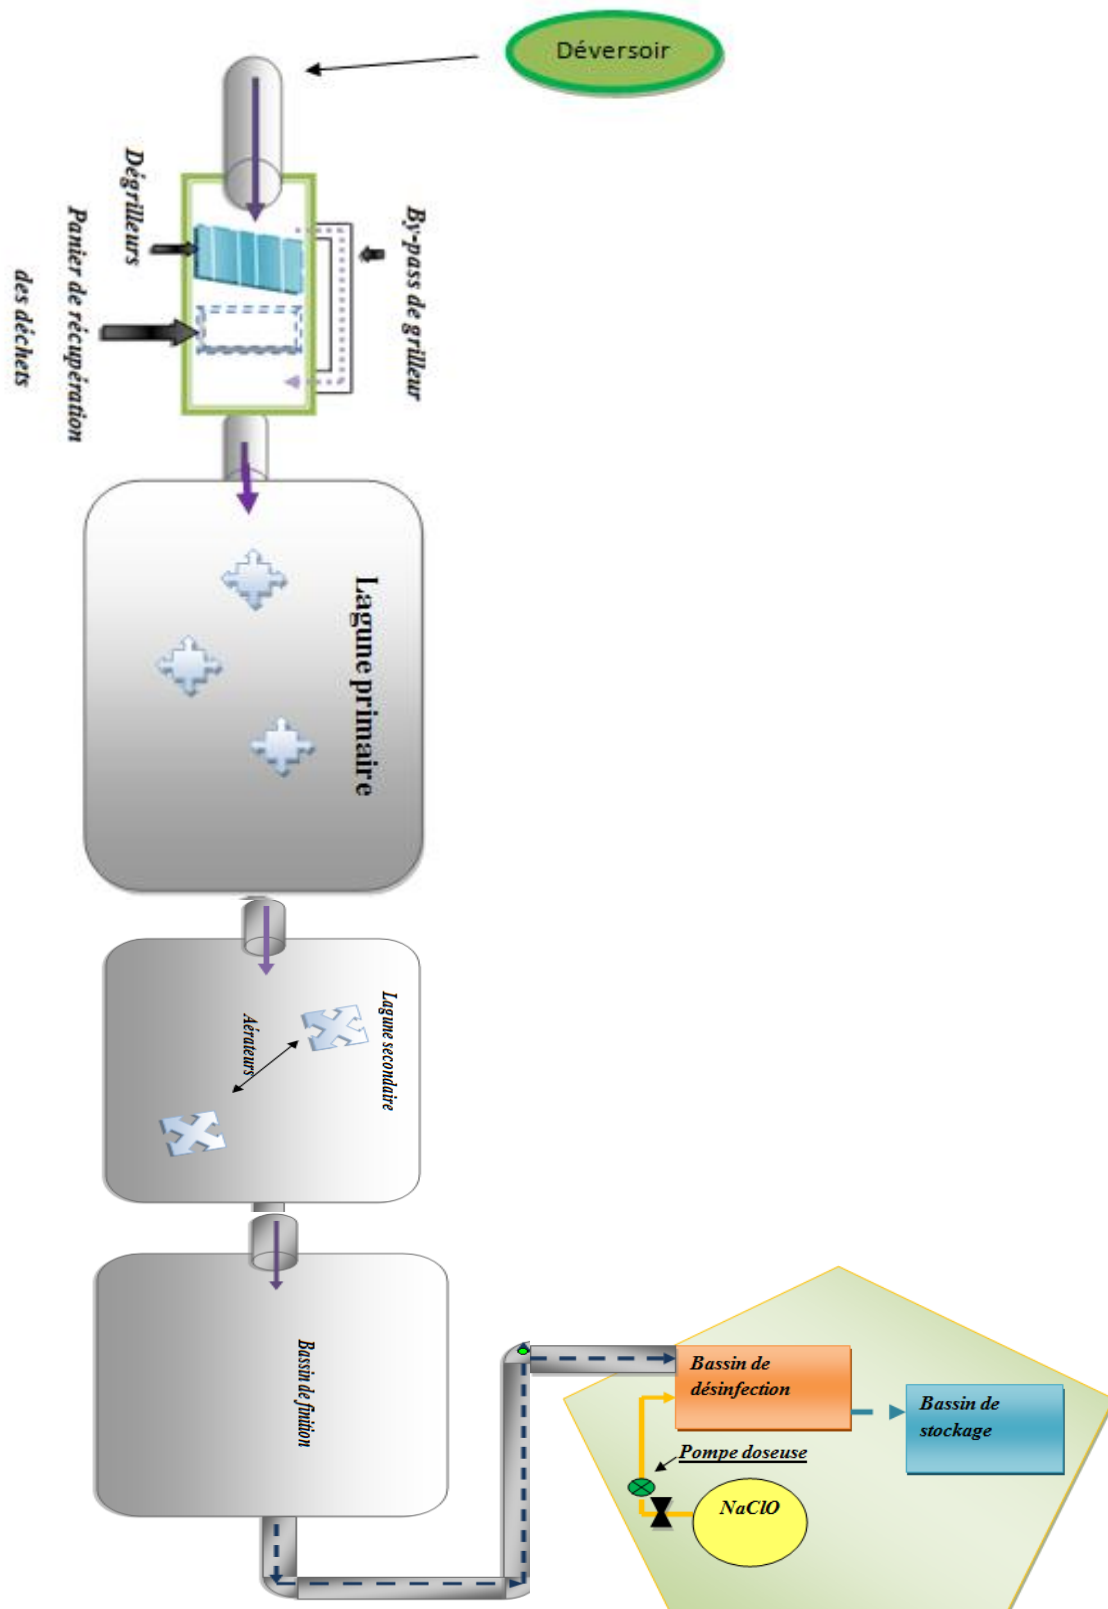 Déversoir
Dégrilleurs
Panier de récupération
des déchets
By-pass de grilleur
Lagune primaire
Lagune secondaire
Aérateurs
Bassin de finition
Bassin de
désinfection
Bassin de
stockage
Pompe doseuse
NaClO